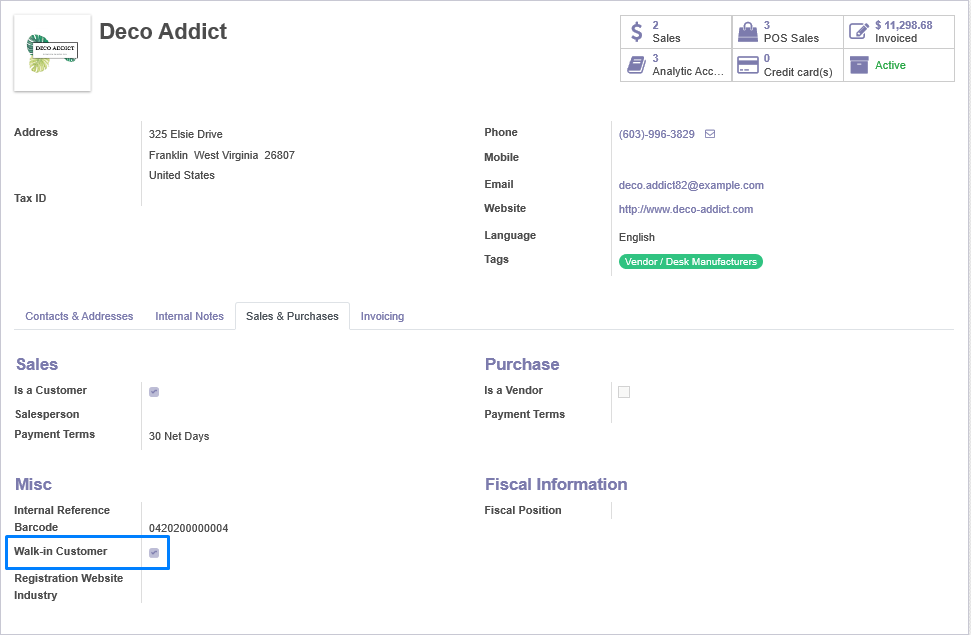 DECO ADDICT
Deco Addict
2
Sales
3
POS Sales
$ 11,298.68
Invoiced
3
Analytic Acc...
0
Credit card(s)
Active
Address
325 Elsie Drive
Franklin West Virginia 26807
United States
Tax ID
Phone
(603)-996-3829
Mobile
Email
deco.addict82@example.com
Website
http://www.deco-addict.com
Language
English
Tags
Vendor / Desk Manufacturers
Contacts & Addresses
Internal Notes
Sales & Purchases
Invoicing
Sales
Is a Customer
Salesperson
Payment Terms
30 Net Days
Purchase
Is a Vendor
Payment Terms
Misc
Internal Reference
Barcode
0420200000004
Walk-in Customer
Registration Website
Industry
Fiscal Information
Fiscal Position